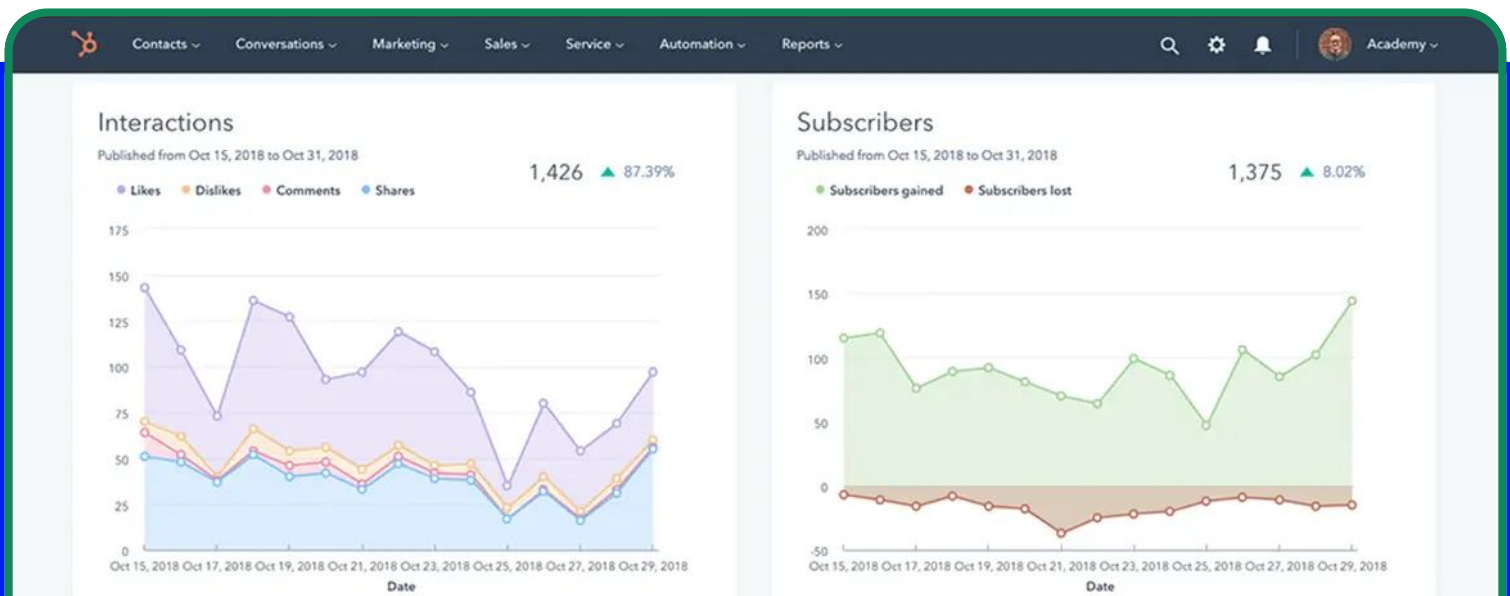 Contacts Conversations Marketing Sales Service Automation Reports Academy
Interactions
Published from Oct 15, 2018 to Oct 31, 2018
1,426 87.39%
Likes Dislikes Comments Shares
175
150
125
100
75
50
25
0
Oct 15, 2018 Oct 17, 2018 Oct 19, 2018 Oct 21, 2018 Oct 23, 2018 Oct 25, 2018 Oct 27, 2018 Oct 29, 2018
Date
Subscribers
Published from Oct 15, 2018 to Oct 31, 2018
1,375 8.02%
Subscribers gained Subscribers lost
200
150
100
50
0
-50
Oct 15, 2018 Oct 17, 2018 Oct 19, 2018 Oct 21, 2018 Oct 23, 2018 Oct 25, 2018 Oct 27, 2018 Oct 29, 2018
Date